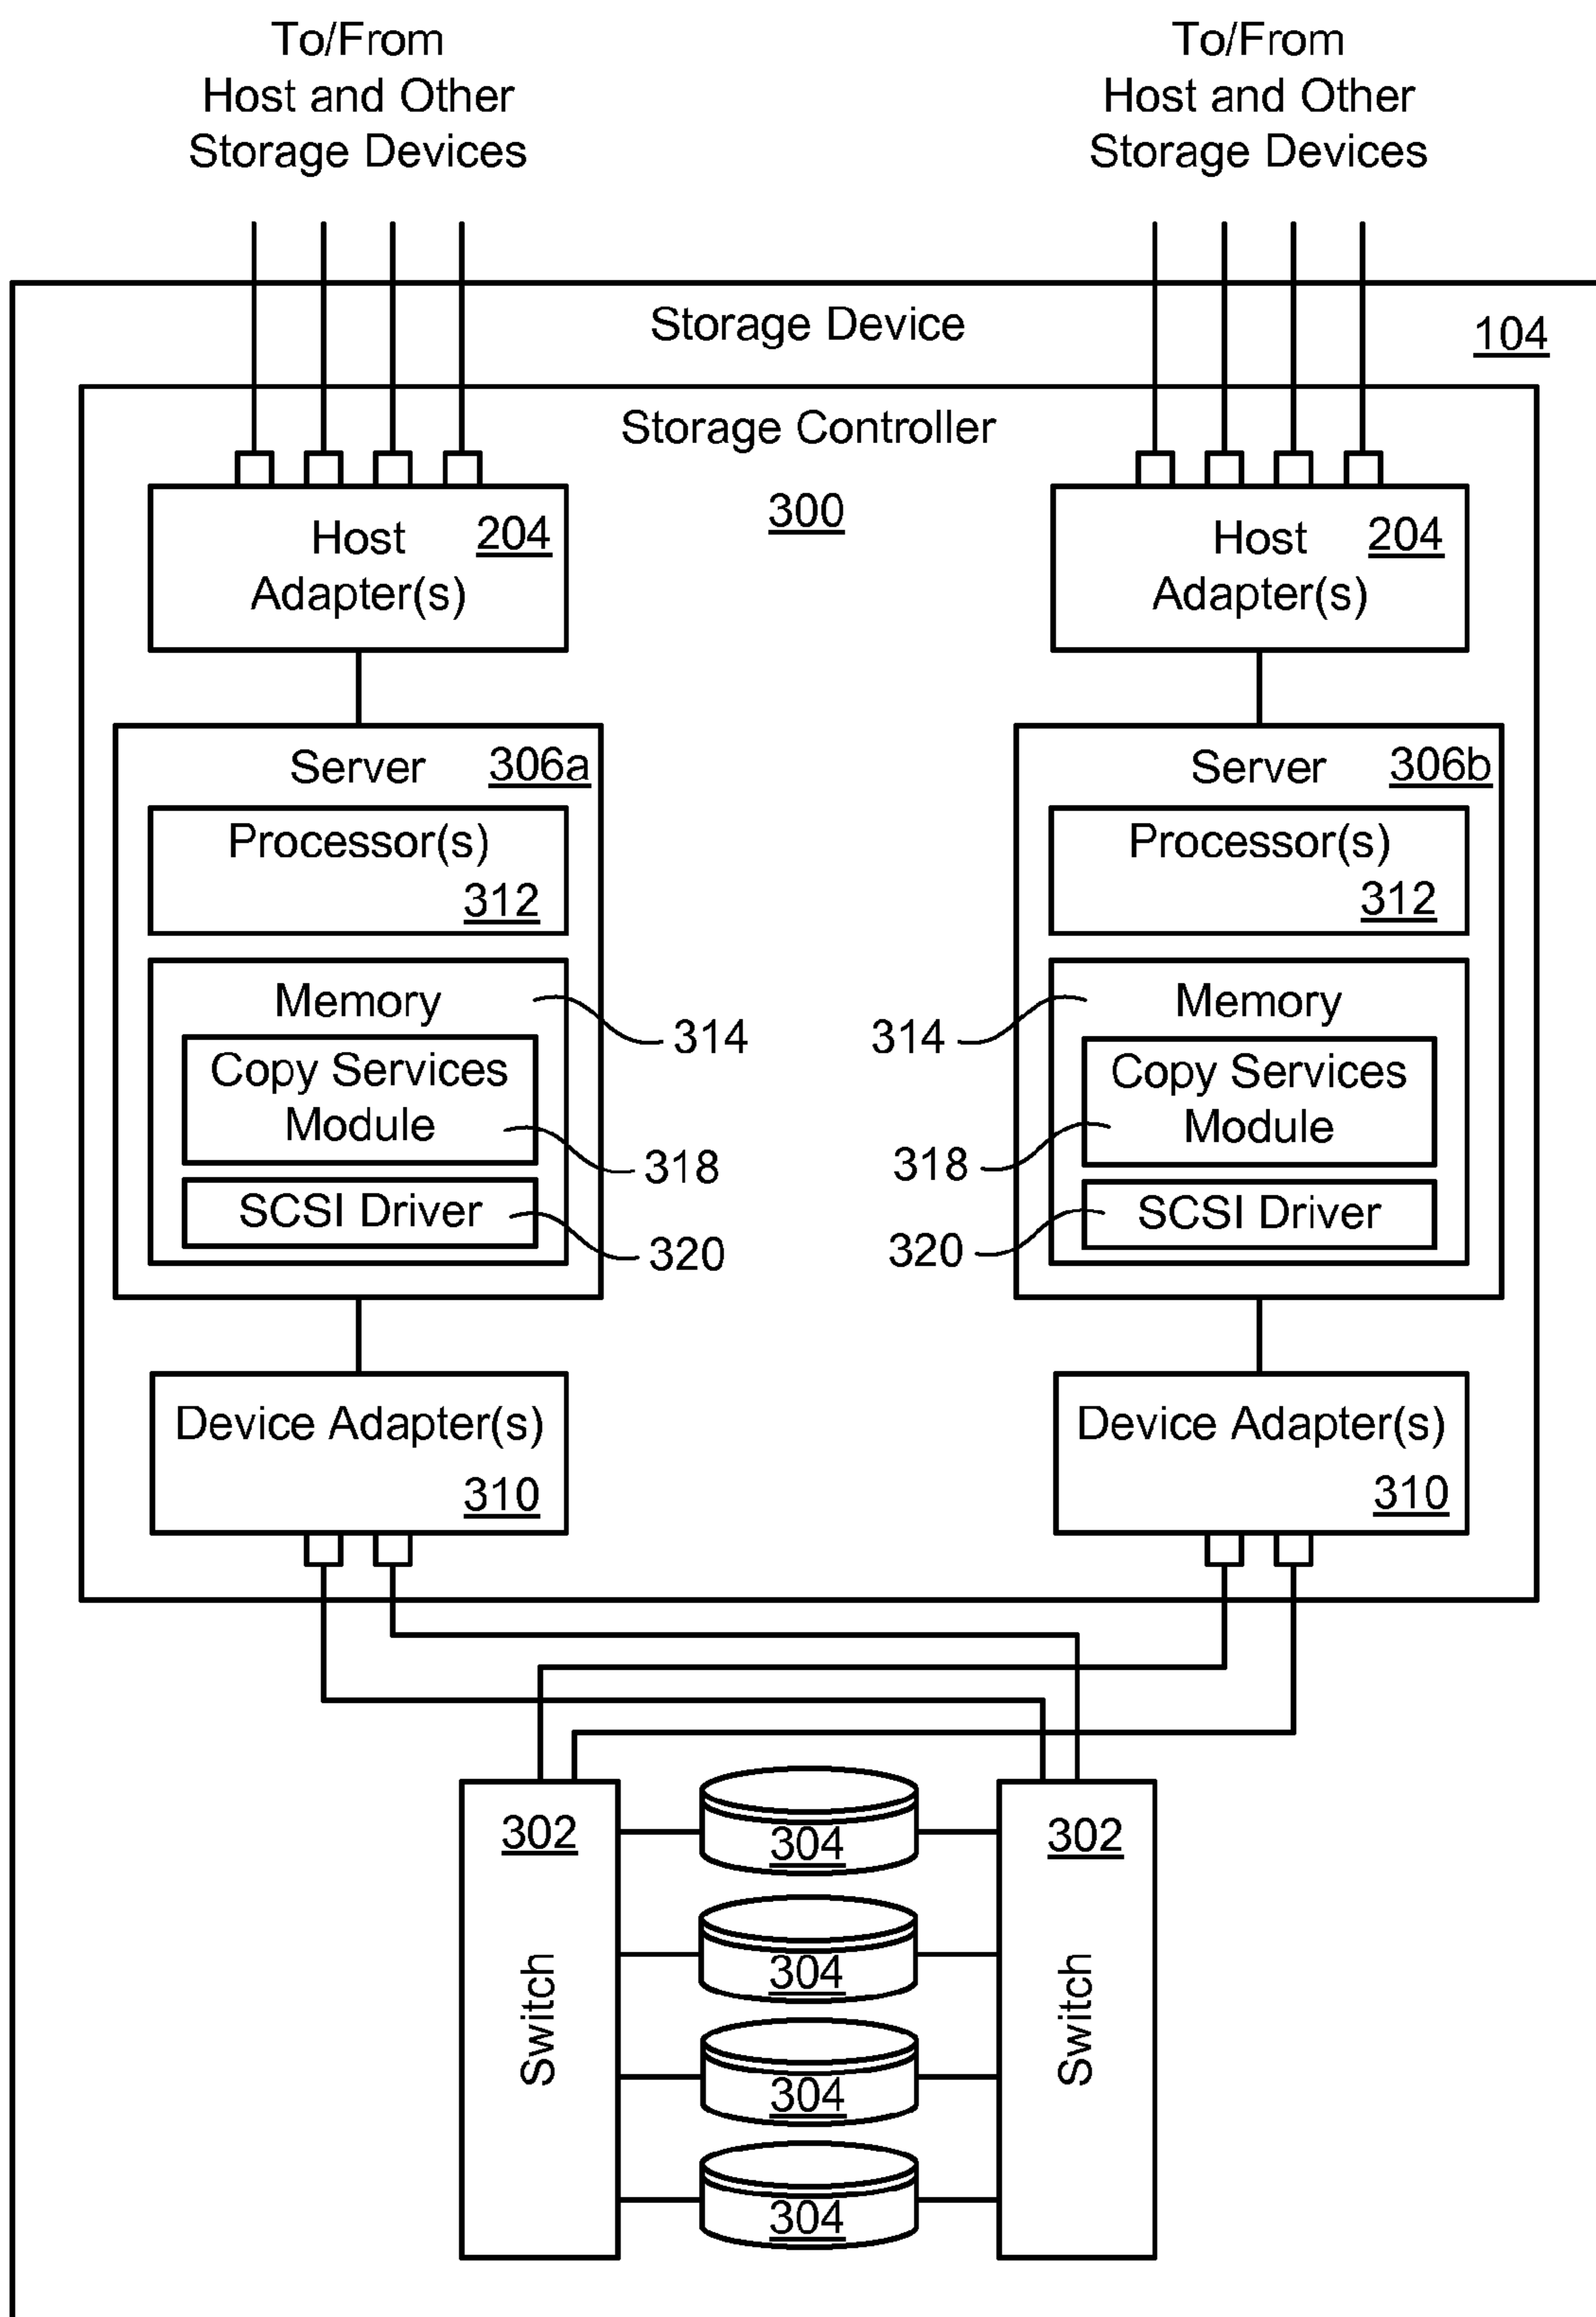 To/From
Host and Other
Storage Devices
To/From
Host and Other
Storage Devices
Storage Device
104
Storage Controller
300
Host
Adapter(s)
204
Host
Adapter(s)
204
Server
306a
Processor(s)
312
Memory
314
Copy Services
Module
318
SCSI Driver
320
Server
306b
Processor(s)
312
Memory
314
Copy Services
Module
318
SCSI Driver
320
Device Adapter(s)
310
Device Adapter(s)
310
302
Switch
304
304
304
304
302
Switch